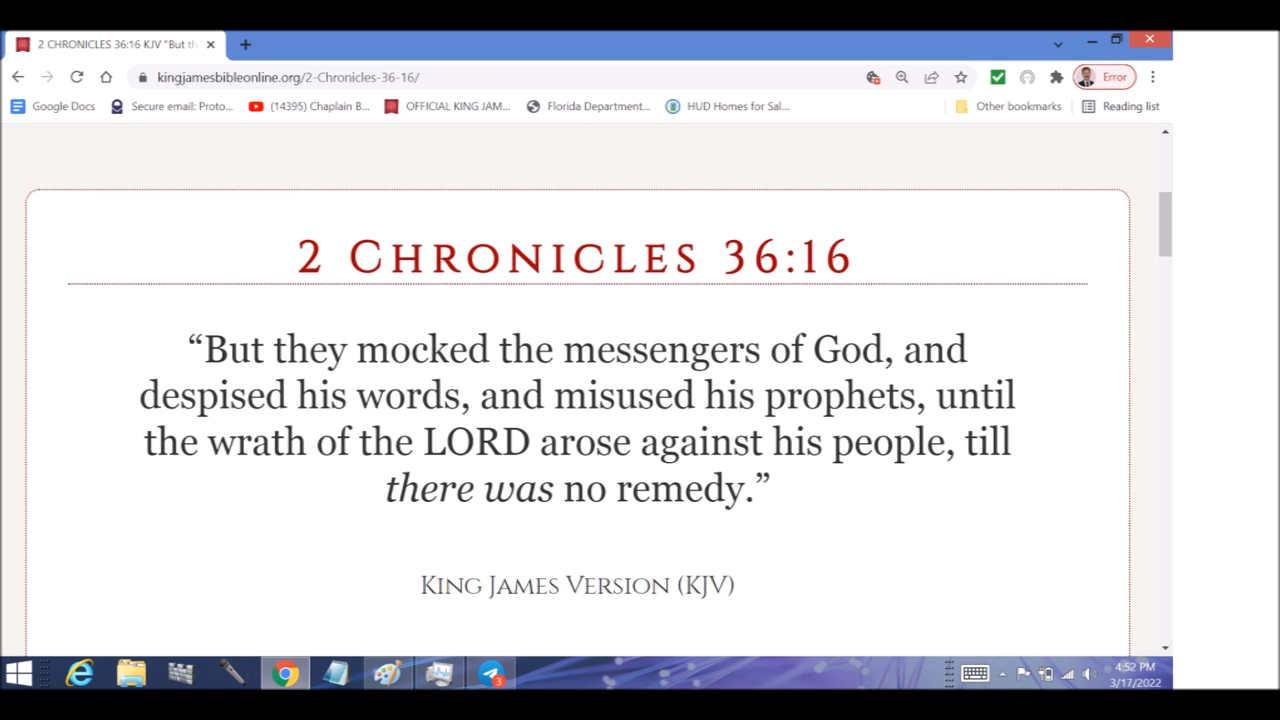 2 CHRONICLES 36:16 KJV "But th
kingjamesbibleonline.org/2-Chronicles-36-16/
Error
Google Docs
Secure email: Proto...
(14395) Chaplain B...
OFFICIAL KING JAM...
Florida Department...
HUD Homes for Sal...
Other bookmarks
Reading list
2 CHRONICLES 36:16
“But they mocked the messengers of God, and
despised his words, and misused his prophets, until
the wrath of the LORD arose against his people, till
there was no remedy.”
KING JAMES VERSION (KJV)
3
4:52 PM
3/17/2022